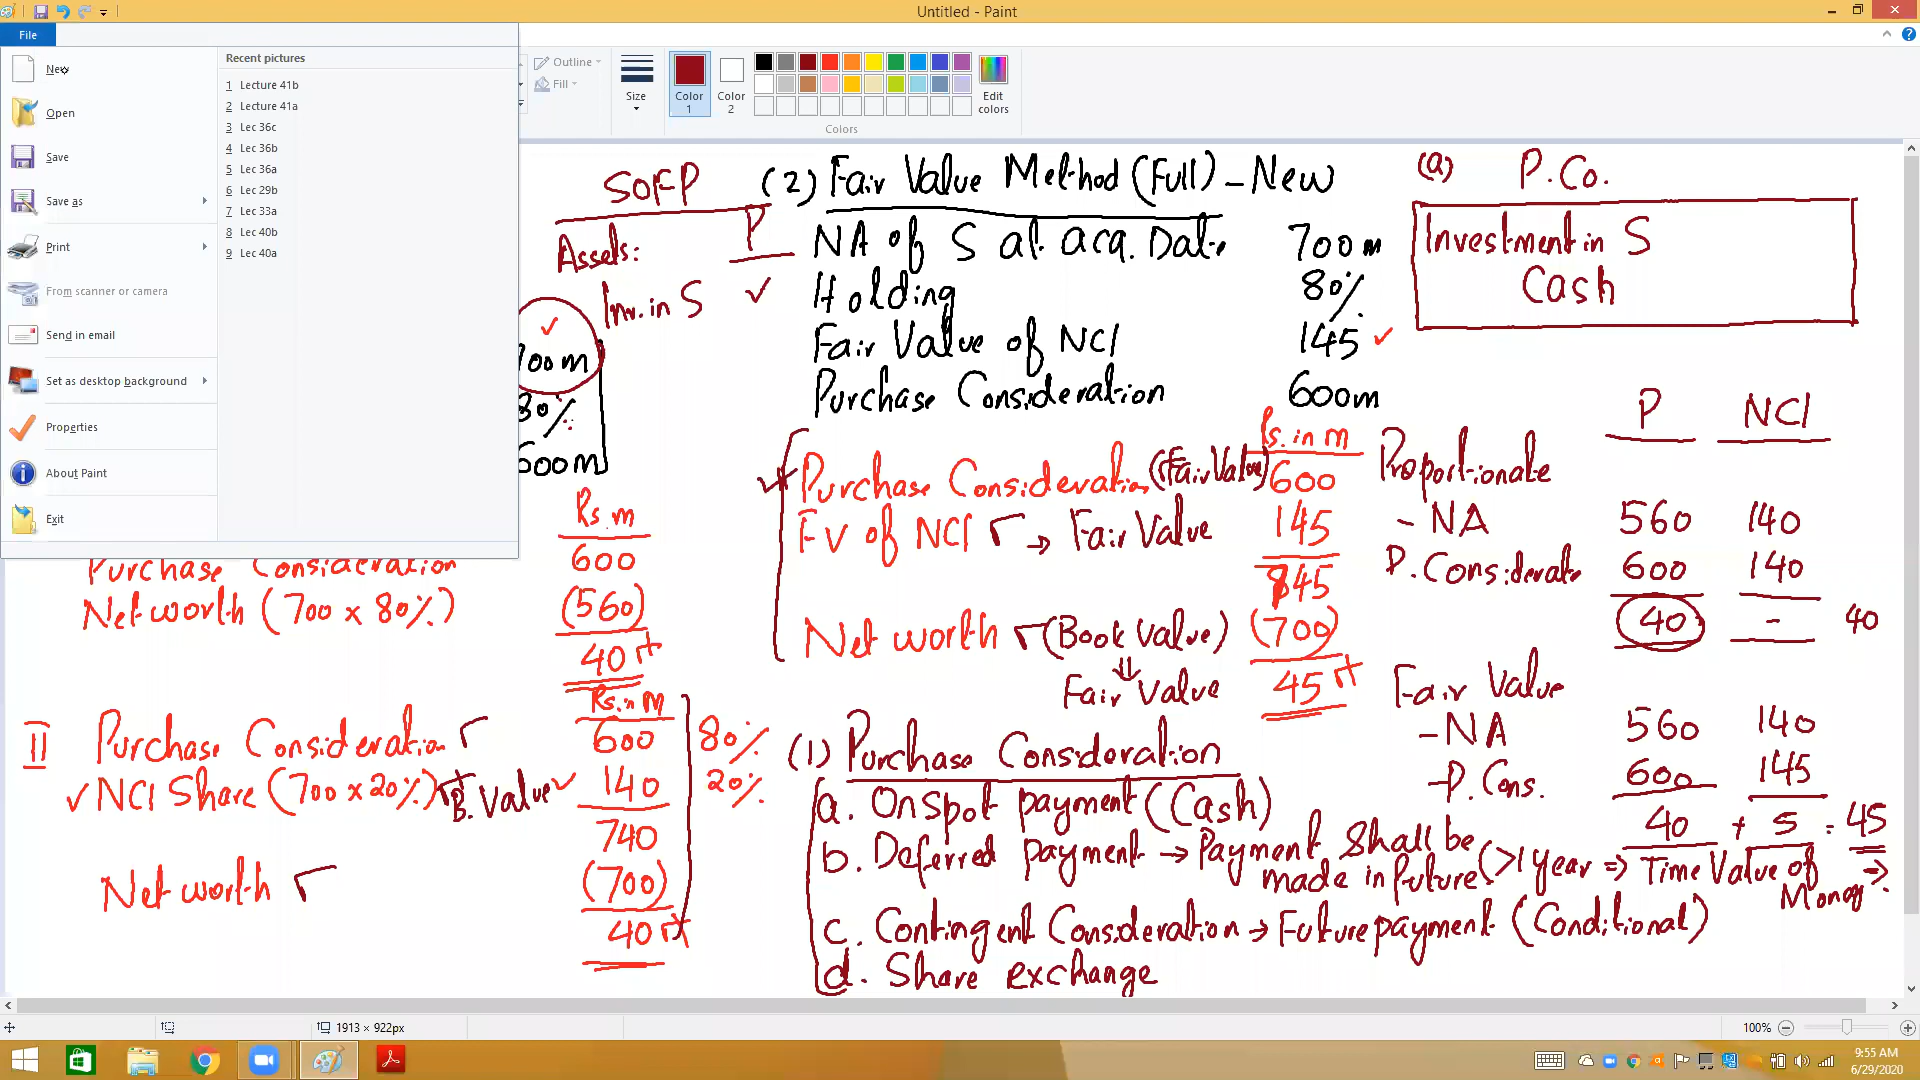 Untitled - Paint
File
New
Open
Save
Save as
Print
From scanner or camera
Send in email
Set as desktop background
Properties
About Paint
Exit
Recent pictures
1 Lecture 41b
2 Lecture 41a
3 Lec 36c
4 Lec 36b
5 Lec 36a
6 Lec 29b
7 Lec 33a
8 Lec 40b
9 Lec 40a
Outline
Fill
Size
Color 1
Color 2
Edit colors
Colors
SOFP
P
Assets:
Inv. in S ✓
✓
700m
80%
600m
Purchase Consideration
Net worth (700 x 80%)
Rs. m
600
(560)
40
II Purchase Consideration
✓ NCI Share (700 x 20%) B. Value ✓
Net worth
Rs. in m
600 80%
140 20%
740
(700)
40
(2) Fair Value Method (Full) - New
NA of S at acq. Date 700m
Holding 80%
Fair Value of NCI 145 ✓
Purchase Consideration 600m
Rs. in m
Purchase Consideration (Fair Value) 600
FV of NCI → Fair Value 145
845
Net worth (Book Value) (700)
⇓
Fair Value 45
(1) Purchase Consideration
a. On Spot payment (Cash)
b. Deferred payment → Payment Shall be made in future (>1 year ⇒ Time Value of Money ⇒
c. Contingent Consideration → Future payment (Conditional)
d. Share exchange
(a) P. Co.
Investment in S
Cash
P NCI
Proportionate
- NA 560 140
P. Considerate 600 140
40 - 40
Fair Value
- NA 560 140
- P. Cons. 600 145
40 + 5 = 45
1913 × 922px
100%
9:55 AM
6/29/2020